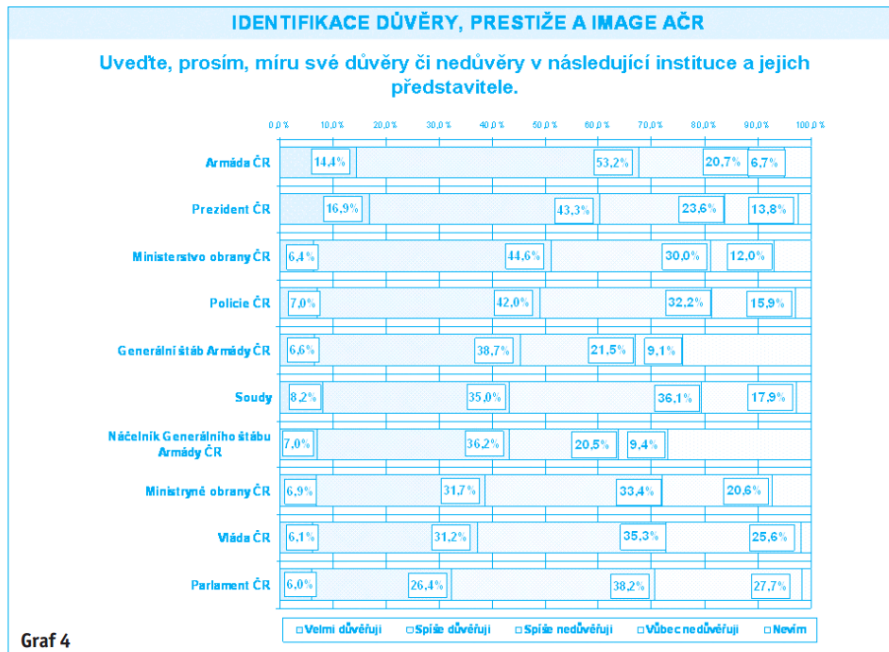 IDENTIFIKACE DŮVĚRY, PRESTIŽE A IMAGE AČR
Uveďte, prosím, míru své důvěry či nedůvěry v následující instituce a jejich
představitele.
0,0% 10,0% 20,0% 30,0% 40,0% 50,0% 60,0% 70,0% 80,0% 90,0% 100,0%
Armáda ČR 14,4% 53,2% 20,7% 6,7%
Prezident ČR 16,9% 43,3% 23,6% 13,8%
Ministerstvo obrany ČR 6,4% 44,6% 30,0% 12,0%
Policie ČR 7,0% 42,0% 32,2% 15,9%
Generální štáb Armády ČR 6,6% 38,7% 21,5% 9,1%
Soudy 8,2% 35,0% 36,1% 17,9%
Náčelník Generálního štábu
Armády ČR 7,0% 36,2% 20,5% 9,4%
Ministryně obrany ČR 6,9% 31,7% 33,4% 20,6%
Vláda ČR 6,1% 31,2% 35,3% 25,6%
Parlament ČR 6,0% 26,4% 38,2% 27,7%
Velmi důvěřuji Spíše důvěřuji Spíše nedůvěřuji Vůbec nedůvěřuji Nevím
Graf 4